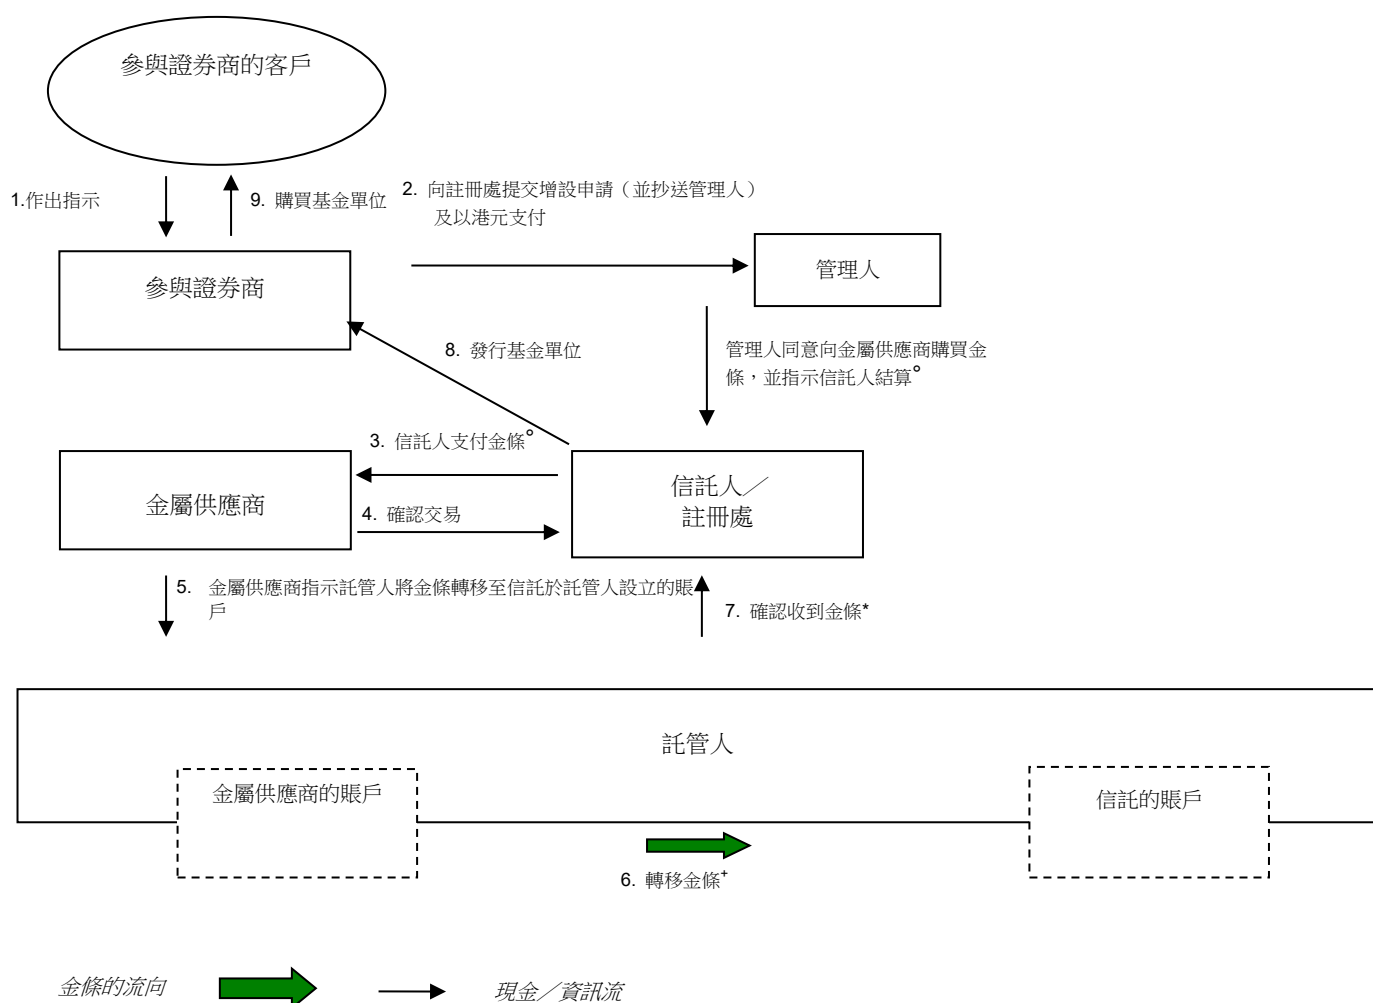 參與證券商的客戶
1.作出指示
9. 購買基金單位
2. 向註冊處提交增設申請（並抄送管理人）
及以港元支付
參與證券商
管理人
8. 發行基金單位
管理人同意向金屬供應商購買金
條，並指示信託人結算°
3. 信託人支付金條°
金屬供應商
4. 確認交易
信託人／
註冊處
5. 金屬供應商指示託管人將金條轉移至信託於託管人設立的賬
戶
7. 確認收到金條*
託管人
金屬供應商的賬戶
信託的賬戶
6. 轉移金條+
金條的流向
現金／資訊流